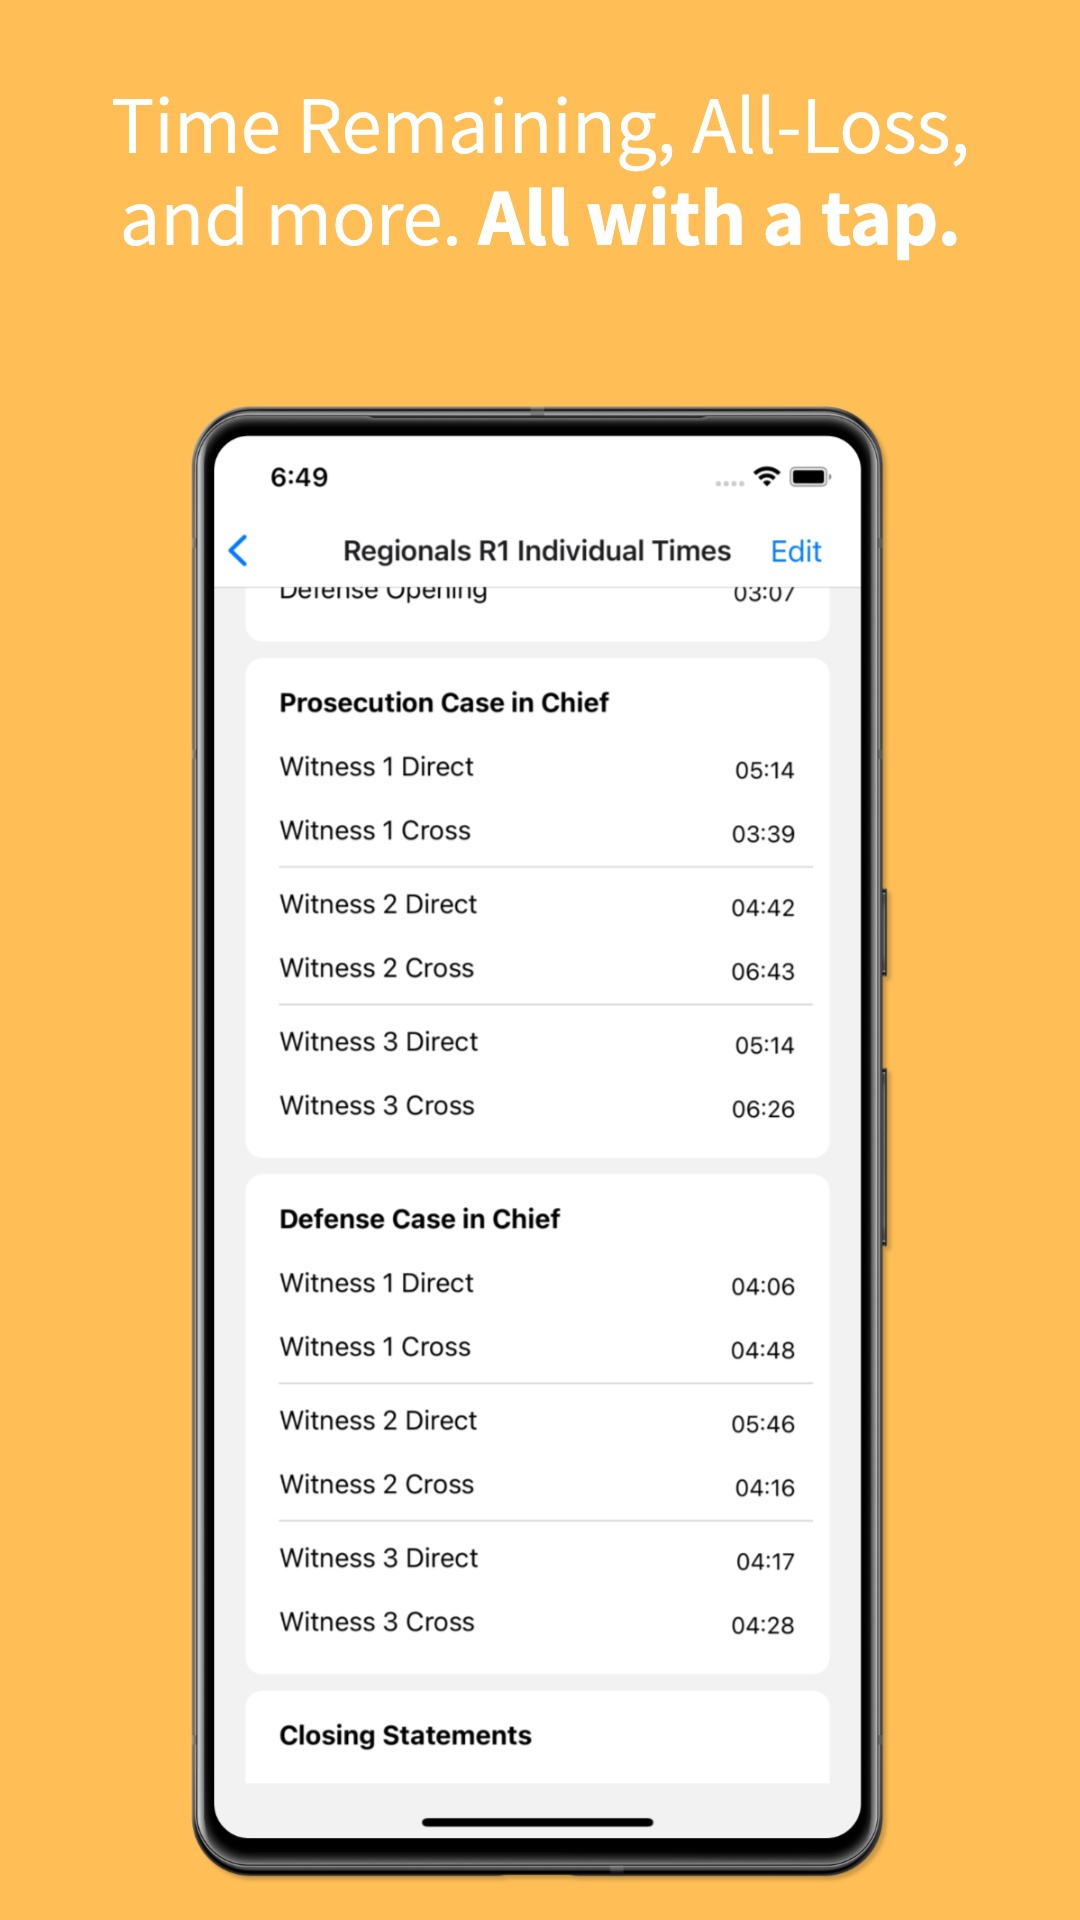 Time Remaining, All-Loss,
and more. All with a tap.
6:49
Regionals R1 Individual Times Edit
Defense Opening 03:07
Prosecution Case in Chief
Witness 1 Direct 05:14
Witness 1 Cross 03:39
Witness 2 Direct 04:42
Witness 2 Cross 06:43
Witness 3 Direct 05:14
Witness 3 Cross 06:26
Defense Case in Chief
Witness 1 Direct 04:06
Witness 1 Cross 04:48
Witness 2 Direct 05:46
Witness 2 Cross 04:16
Witness 3 Direct 04:17
Witness 3 Cross 04:28
Closing Statements